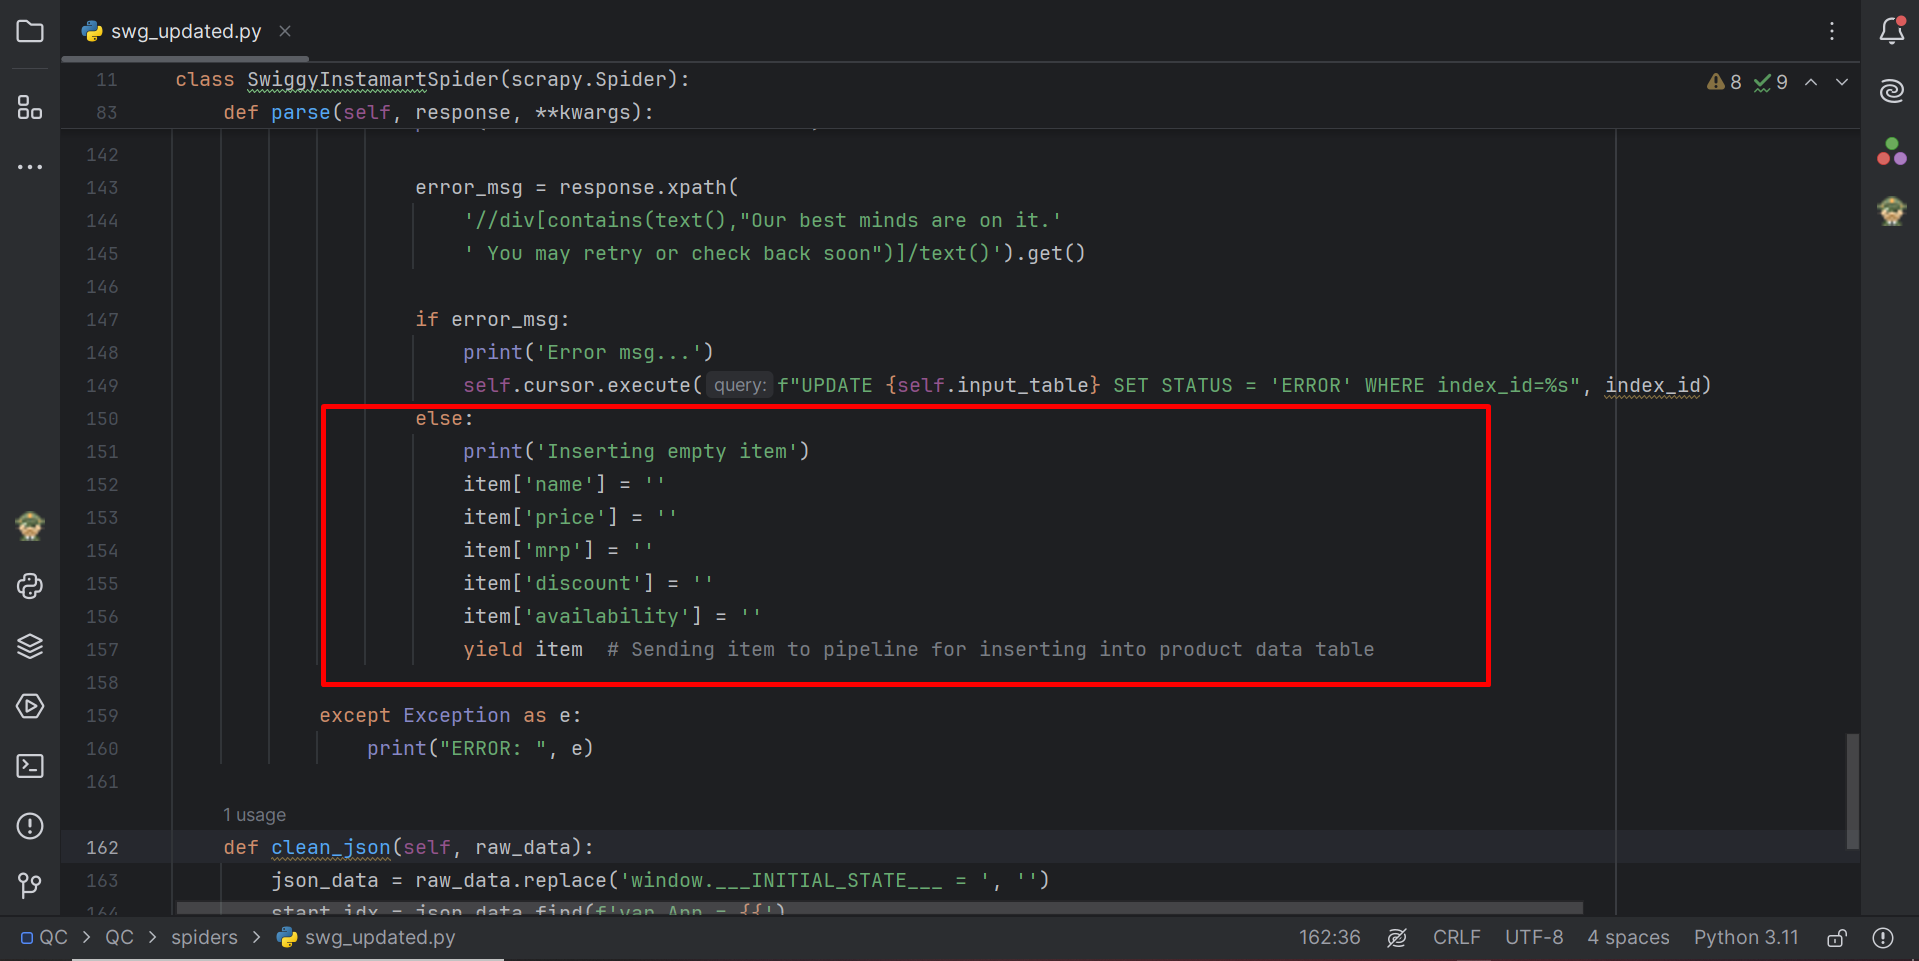 swg_updated.py
11 class SwiggyInstamartSpider(scrapy.Spider):
8 9
83 def parse(self, response, **kwargs):
142
143 error_msg = response.xpath(
144 '//div[contains(text(),"Our best minds are on it.'
145 ' You may retry or check back soon")]/text()').get()
146
147 if error_msg:
148 print('Error msg...')
149 self.cursor.execute( query: f"UPDATE {self.input_table} SET STATUS = 'ERROR' WHERE index_id=%s", index_id)
150 else:
151 print('Inserting empty item')
152 item['name'] = ''
153 item['price'] = ''
154 item['mrp'] = ''
155 item['discount'] = ''
156 item['availability'] = ''
157 yield item # Sending item to pipeline for inserting into product data table
158
159 except Exception as e:
160 print("ERROR: ", e)
161
1 usage
162 def clean_json(self, raw_data):
163 json_data = raw_data.replace('window.___INITIAL_STATE___ = ', '')
164 start_idx = json_data.find(f'var App = {{')
QC > QC > spiders > swg_updated.py
162:36 CRLF UTF-8 4 spaces Python 3.11